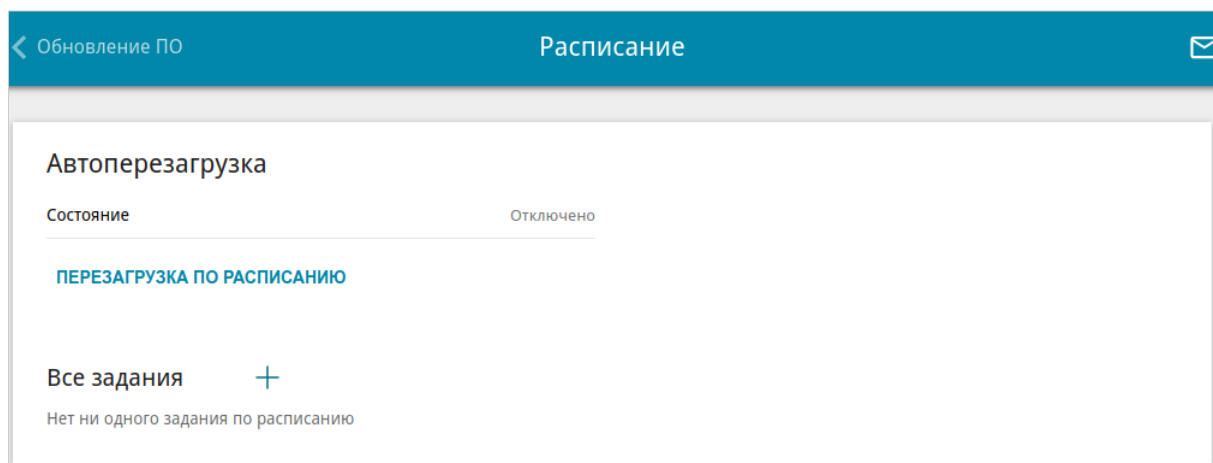 Обновление ПО
Расписание
Автоперезагрузка
Состояние
Отключено
ПЕРЕЗАГРУЗКА ПО РАСПИСАНИЮ
Все задания
Нет ни одного задания по расписанию